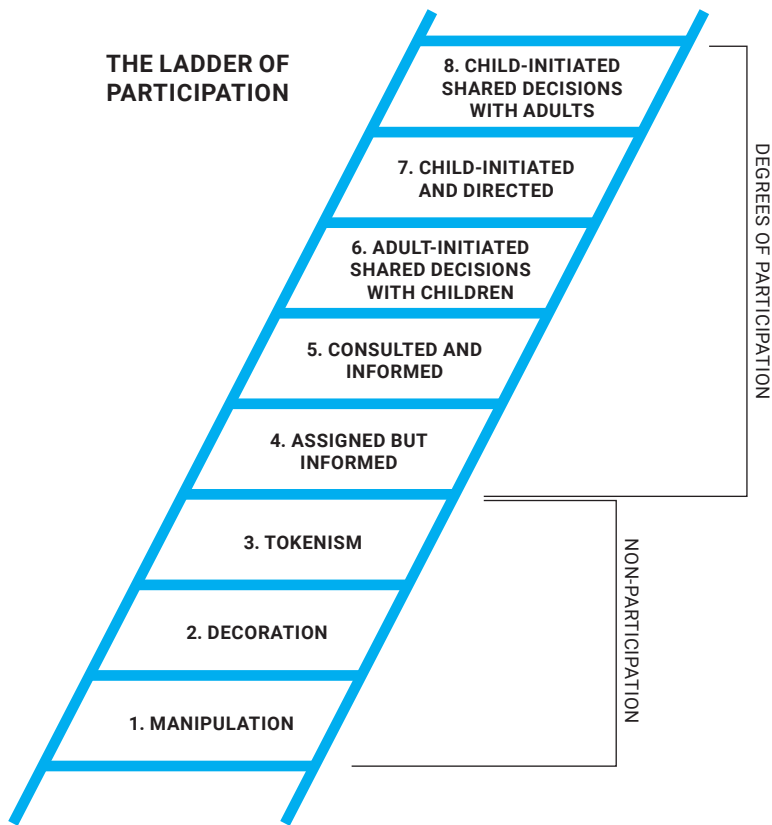 THE LADDER OF
PARTICIPATION
8. CHILD-INITIATED
SHARED DECISIONS
WITH ADULTS
7. CHILD-INITIATED
AND DIRECTED
6. ADULT-INITIATED
SHARED DECISIONS
WITH CHILDREN
5. CONSULTED AND
INFORMED
4. ASSIGNED BUT
INFORMED
3. TOKENISM
2. DECORATION
1. MANIPULATION
DEGREES OF PARTICIPATION
NON-PARTICIPATION